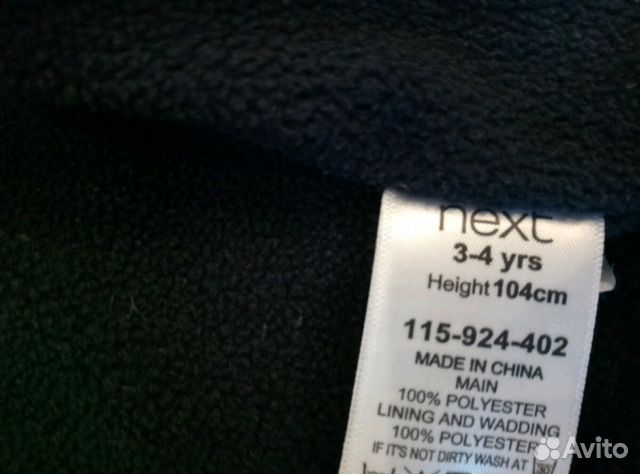 next
3-4 yrs
Height 104cm
115-924-402
MADE IN CHINA
MAIN
100% POLYESTER
LINING AND WADDING
100% POLYESTER
IF IT'S NOT DIRTY WASH AT
Avito